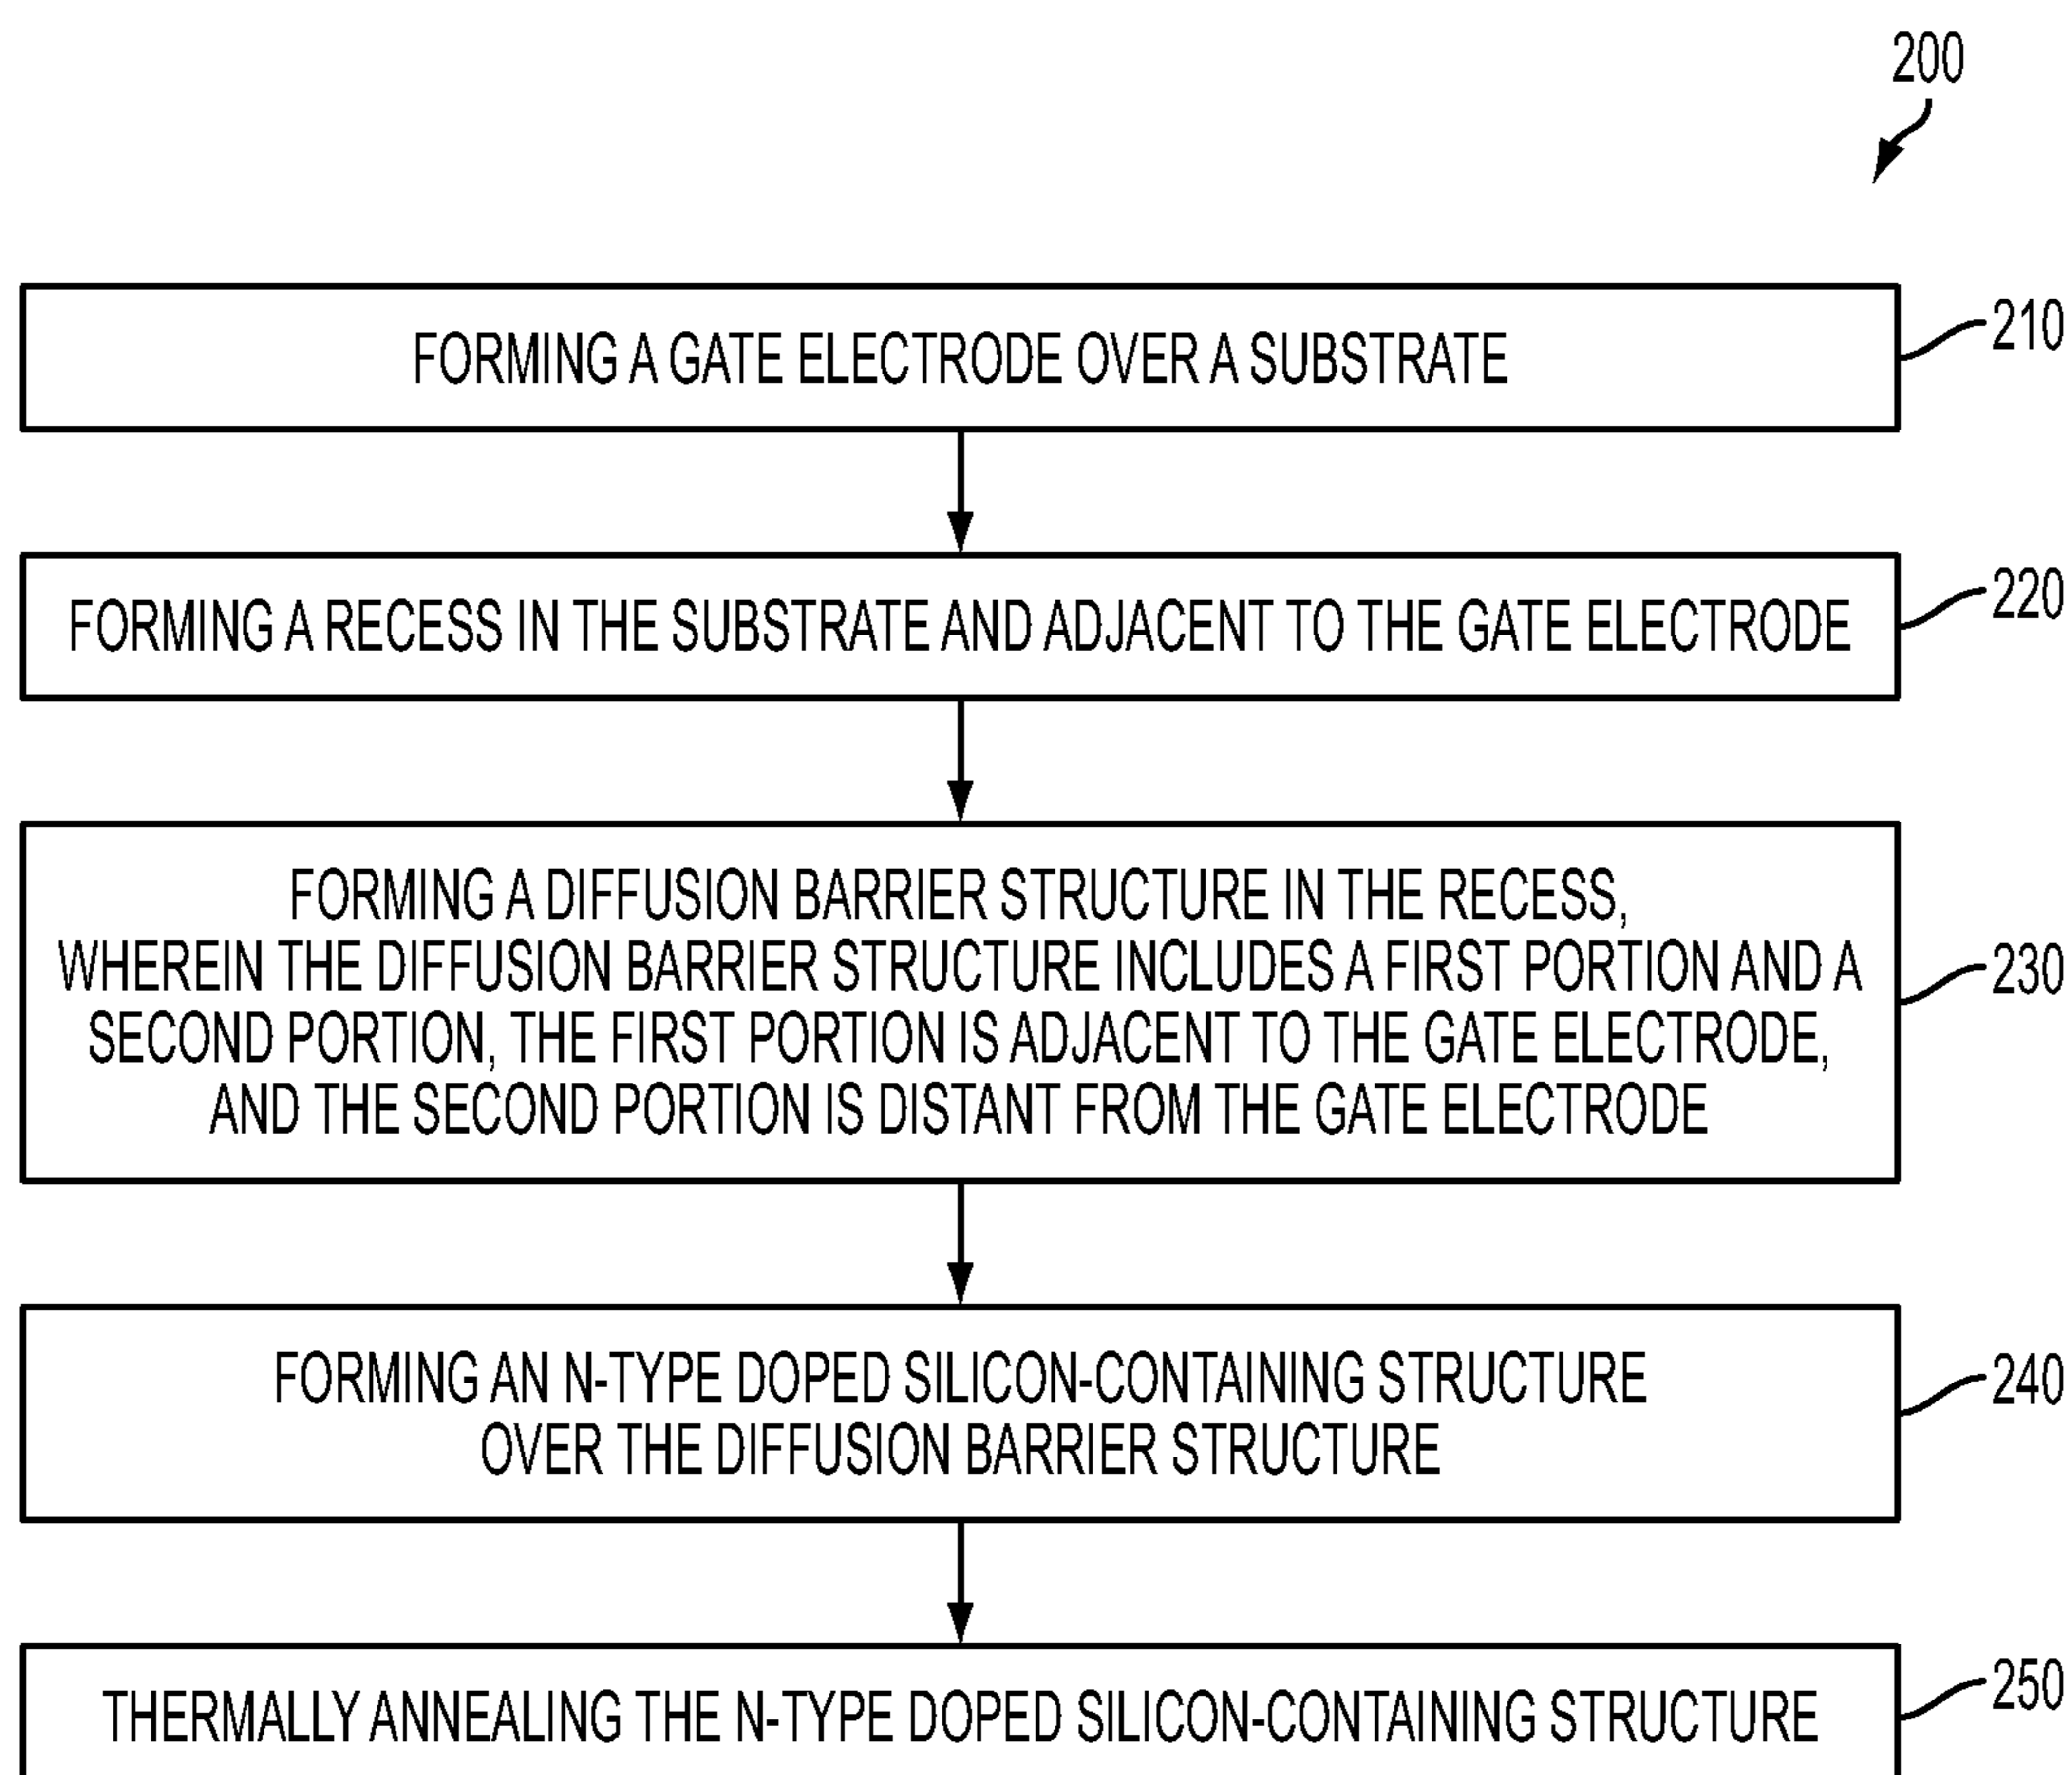 200
FORMING A GATE ELECTRODE OVER A SUBSTRATE
210
FORMING A RECESS IN THE SUBSTRATE AND ADJACENT TO THE GATE ELECTRODE
220
FORMING A DIFFUSION BARRIER STRUCTURE IN THE RECESS,
WHEREIN THE DIFFUSION BARRIER STRUCTURE INCLUDES A FIRST PORTION AND A
SECOND PORTION, THE FIRST PORTION IS ADJACENT TO THE GATE ELECTRODE,
AND THE SECOND PORTION IS DISTANT FROM THE GATE ELECTRODE
230
FORMING AN N-TYPE DOPED SILICON-CONTAINING STRUCTURE
OVER THE DIFFUSION BARRIER STRUCTURE
240
THERMALLY ANNEALING THE N-TYPE DOPED SILICON-CONTAINING STRUCTURE
250